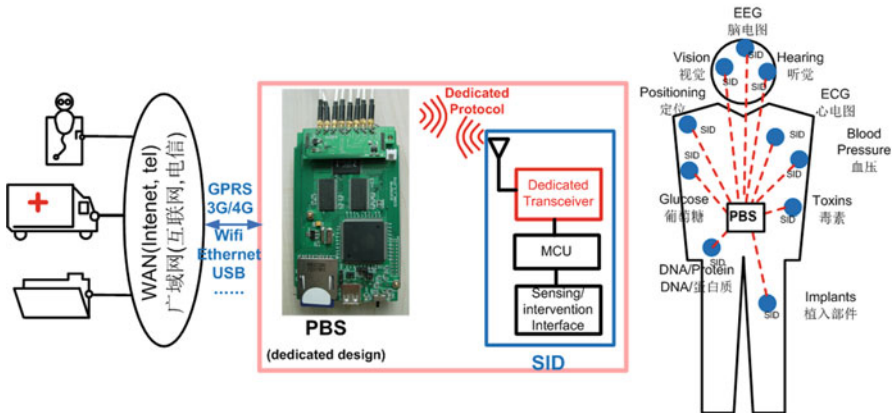 WAN(Internet, tel)
广域网(互联网,电信)
GPRS
3G/4G
Wifi
Ethernet
USB
......
PBS
(dedicated design)
Dedicated
Protocol
Dedicated
Transceiver
MCU
Sensing/
intervention
Interface
SID
EEG
脑电图
SID
Vision
视觉
SID
Hearing
听觉
SID
Positioning
定位
SID
ECG
心电图
SID
Blood
Pressure
血压
SID
Glucose
葡萄糖
SID
PBS
Toxins
毒素
SID
DNA/Protein
DNA/蛋白质
SID
Implants
植入部件
SID